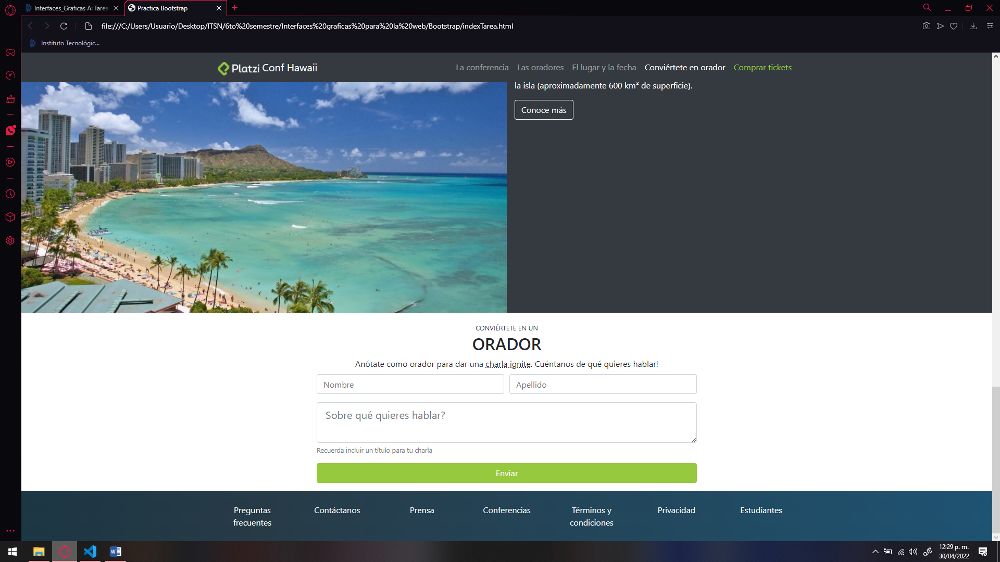 Interfaces_Graficas A: Tarea
Practica Bootstrap
file:///C:/Users/Usuario/Desktop/ITSN/6to%20semestre/Interfaces%20graficas%20para%20la%20web/Bootstrap/indexTarea.html
Instituto Tecnológic...
Platzi Conf Hawaii
La conferencia Las oradores El lugar y la fecha Conviértete en orador Comprar tickets
la isla (aproximadamente 600 km² de superficie).
Conoce más
CONVIÉRTETE EN UN
ORADOR
Anótate como orador para dar una charla ignite. Cuéntanos de qué quieres hablar!
Nombre Apellido
Sobre qué quieres hablar?
Recuerda incluir un título para tu charla
Enviar
Preguntas frecuentes
Contáctanos
Prensa
Conferencias
Términos y condiciones
Privacidad
Estudiantes
12:29 p. m.
30/04/2022